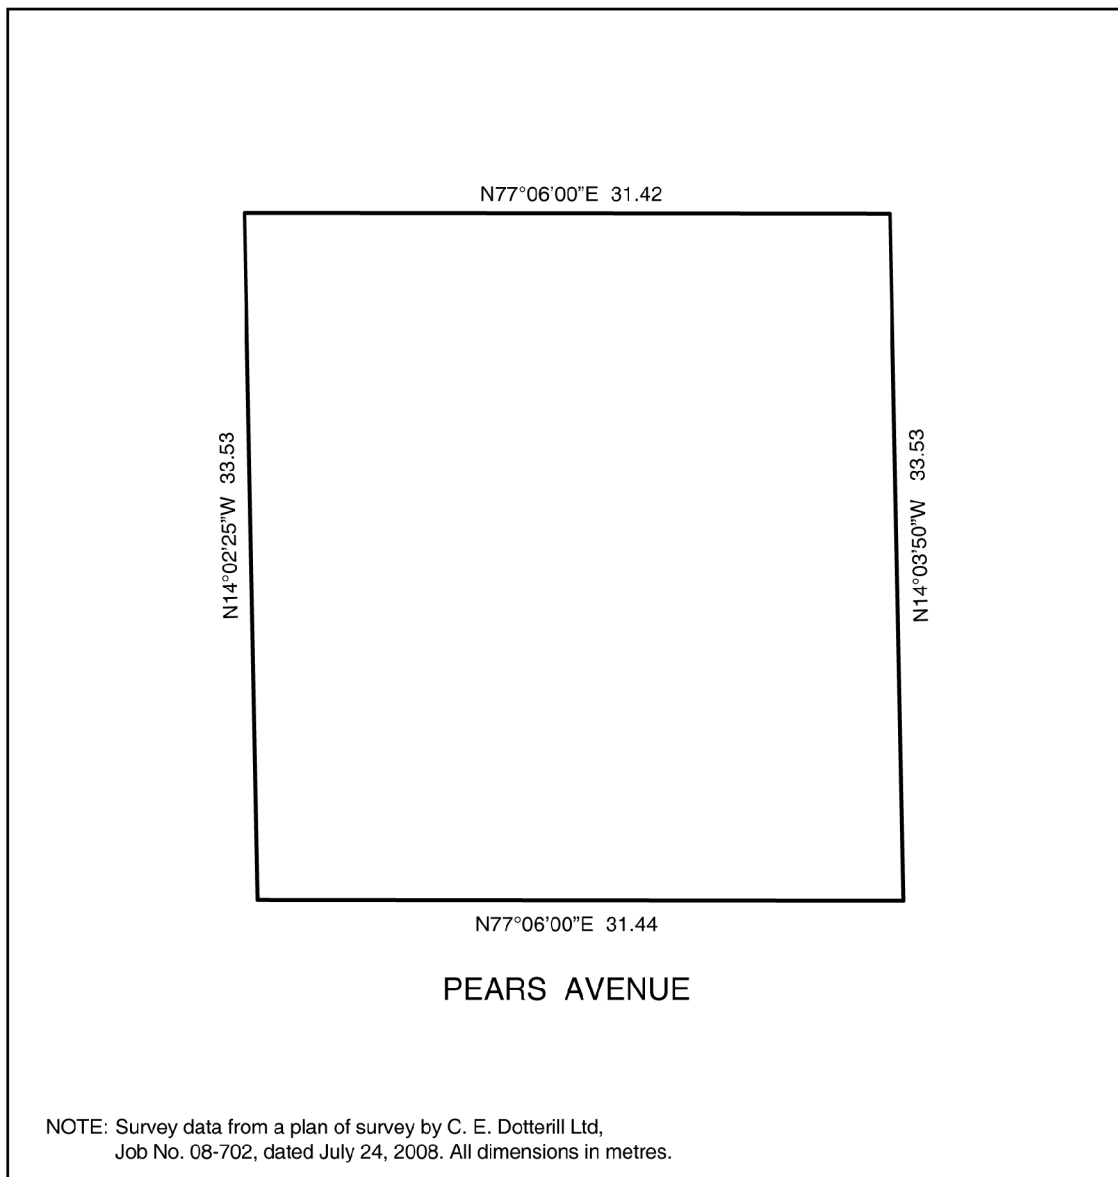 N77°06'00"E 31.42
N14°02'25"W 33.53
N14°03'50"W 33.53
N77°06'00"E 31.44
PEARS AVENUE
NOTE: Survey data from a plan of survey by C. E. Dotterill Ltd,
Job No. 08-702, dated July 24, 2008. All dimensions in metres.